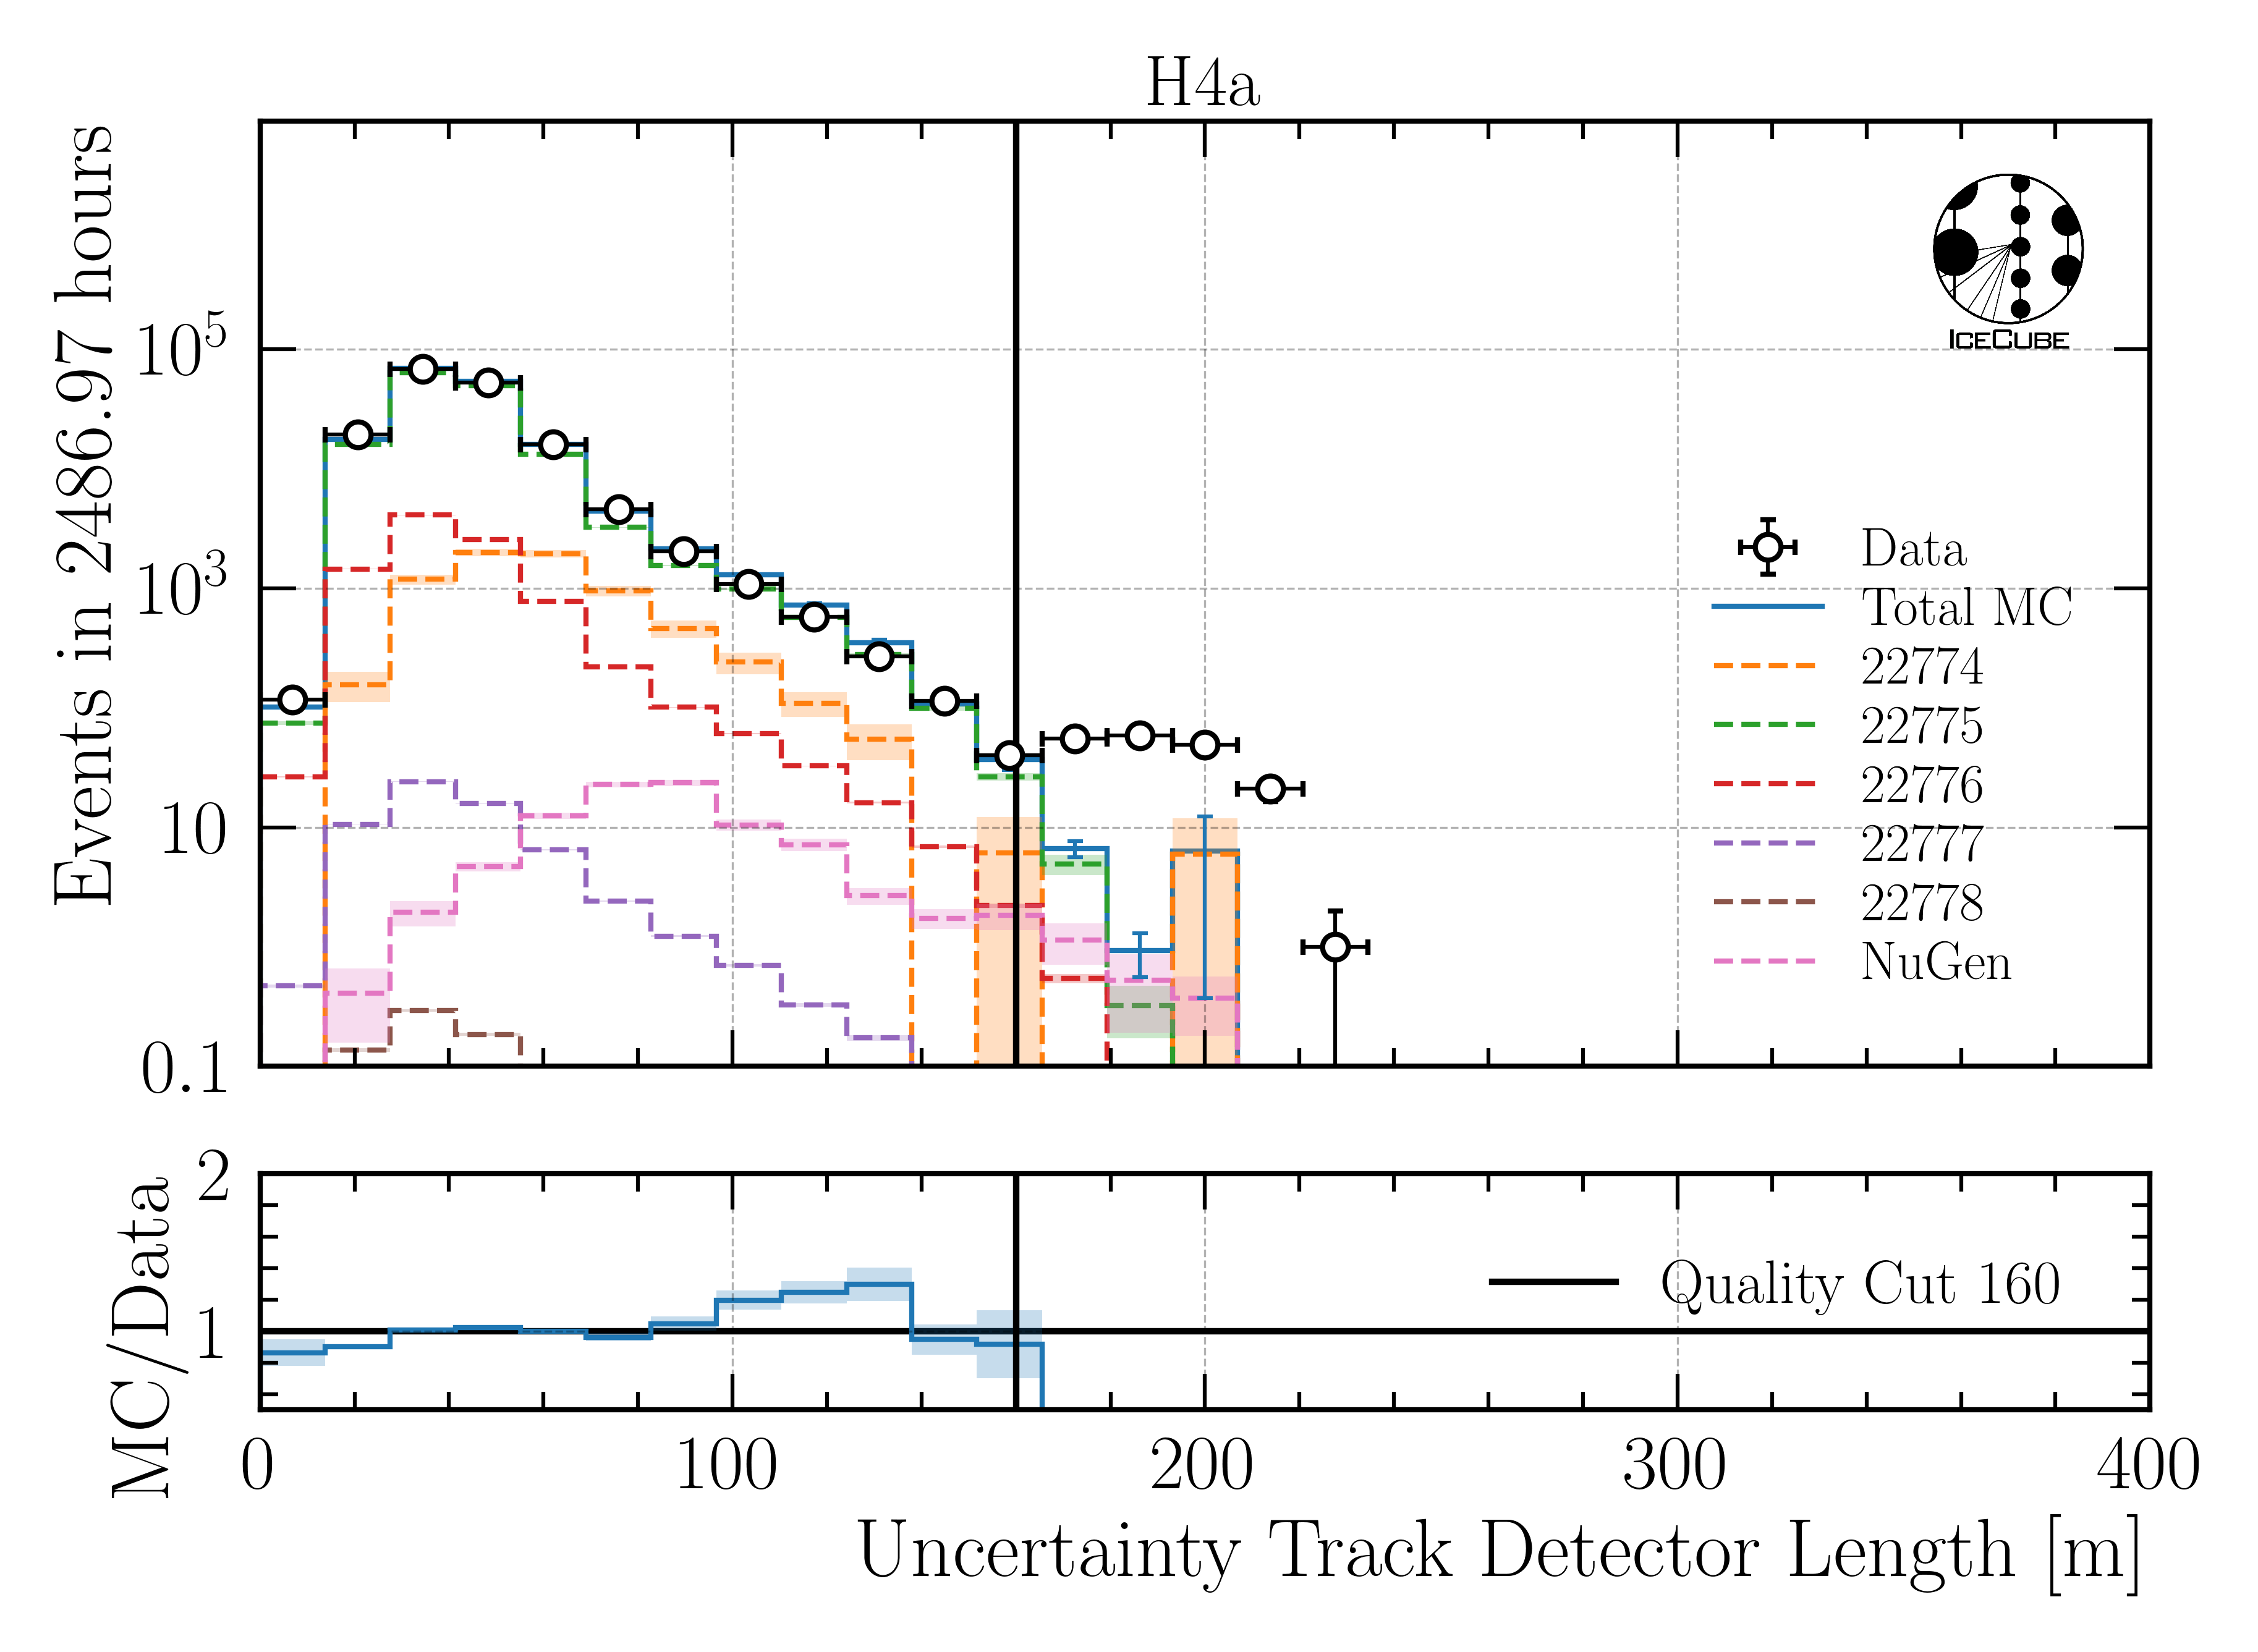 H4a
Events in 2486.97 hours
10^5
10^3
10
0.1
ICECUBE
Data
Total MC
22774
22775
22776
22777
22778
NuGen
MC/Data
2
1
Quality Cut 160
0 100 200 300 400
Uncertainty Track Detector Length [m]